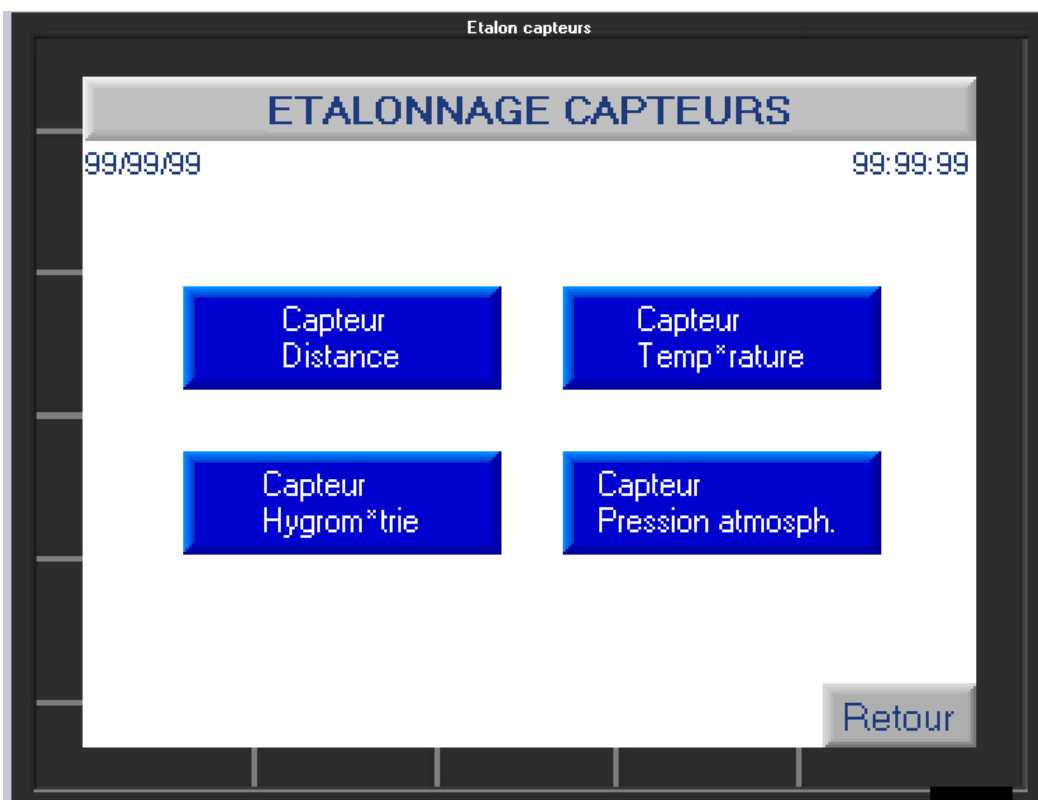 Etalon capteurs
ETALONNAGE CAPTEURS
99/99/99
99:99:99
Capteur
Distance
Capteur
Temp*rature
Capteur
Hygrom*trie
Capteur
Pression atmosph.
Retour